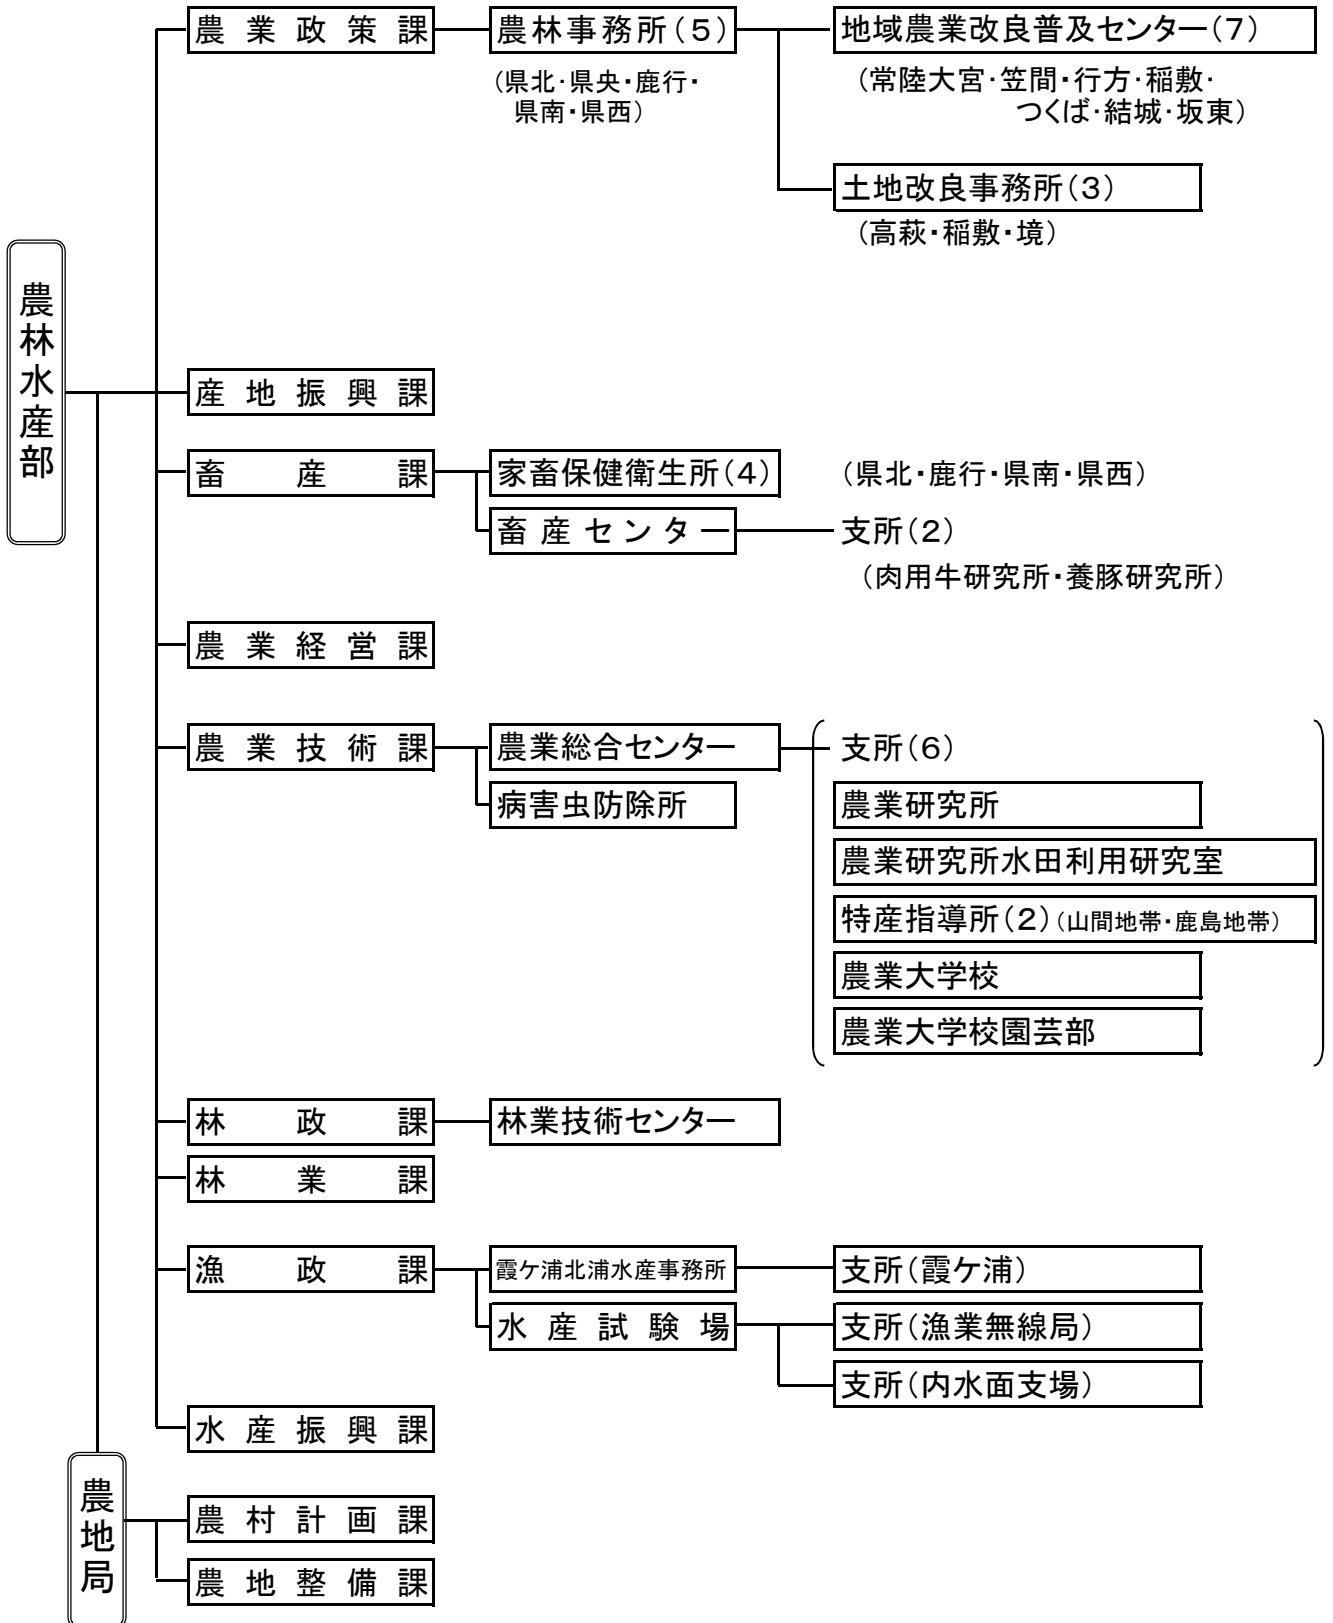 農林水産部
農業政策課
農林事務所(5)
(県北・県央・鹿行・
県南・県西)
地域農業改良普及センター(7)
(常陸大宮・笠間・行方・稲敷・
つくば・結城・坂東)
土地改良事務所(3)
(高萩・稲敷・境)
産地振興課
畜産課
家畜保健衛生所(4)
(県北・鹿行・県南・県西)
畜産センター
支所(2)
(肉用牛研究所・養豚研究所)
農業経営課
農業技術課
農業総合センター
支所(6)
病害虫防除所
農業研究所
農業研究所水田利用研究室
特産指導所(2)(山間地帯・鹿島地帯)
農業大学校
農業大学校園芸部
林政課
林業技術センター
林業課
漁政課
霞ケ浦北浦水産事務所
支所(霞ケ浦)
水産試験場
支所(漁業無線局)
支所(内水面支場)
水産振興課
農地局
農村計画課
農地整備課